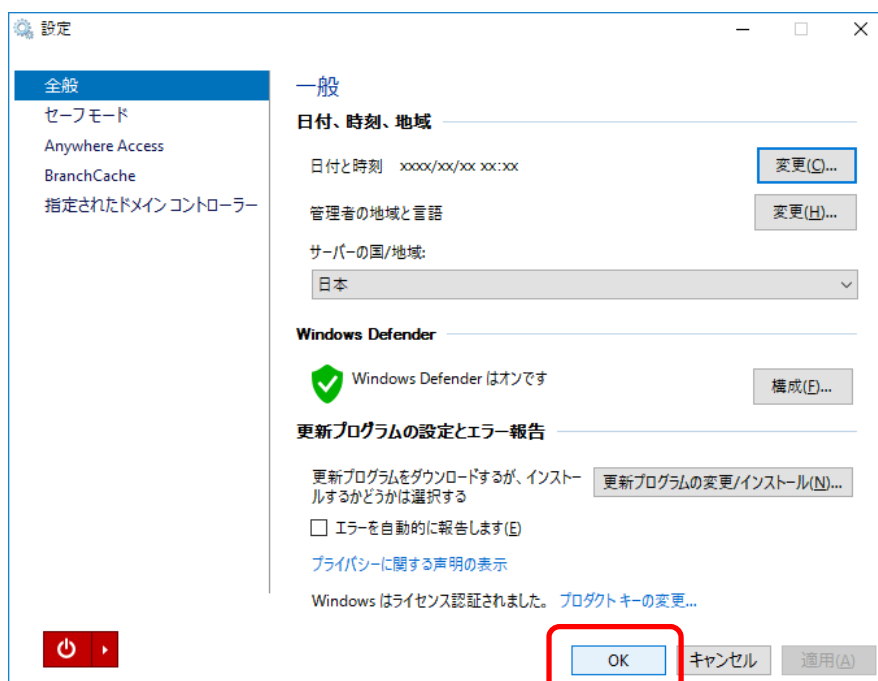 設定
全般
セーフモード
Anywhere Access
BranchCache
指定されたドメイン コントローラー
一般
日付、時刻、地域
日付と時刻 xxxx/xx/xx xx:xx
変更(C)...
管理者の地域と言語
変更(H)...
サーバーの国/地域:
日本
Windows Defender
Windows Defender はオンです
構成(F)...
更新プログラムの設定とエラー報告
更新プログラムをダウンロードするが、インストー
ルするかどうかは選択する
更新プログラムの変更/インストール(N)...
エラーを自動的に報告します(E)
プライバシーに関する声明の表示
Windows はライセンス認証されました。 プロダクト キーの変更...
OK
キャンセル
適用(A)